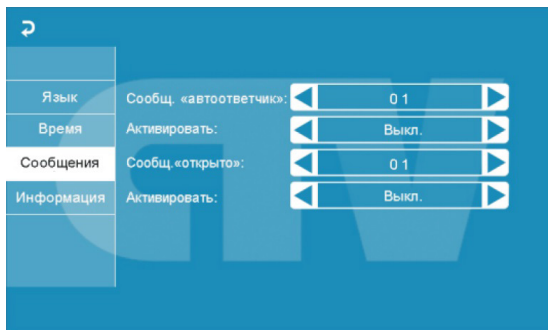 Язык
Сообщ. «автоответчик»: 0 1
Время
Активировать: Выкл.
Сообщения
Сообщ.«открыто»: 0 1
Информация
Активировать: Выкл.